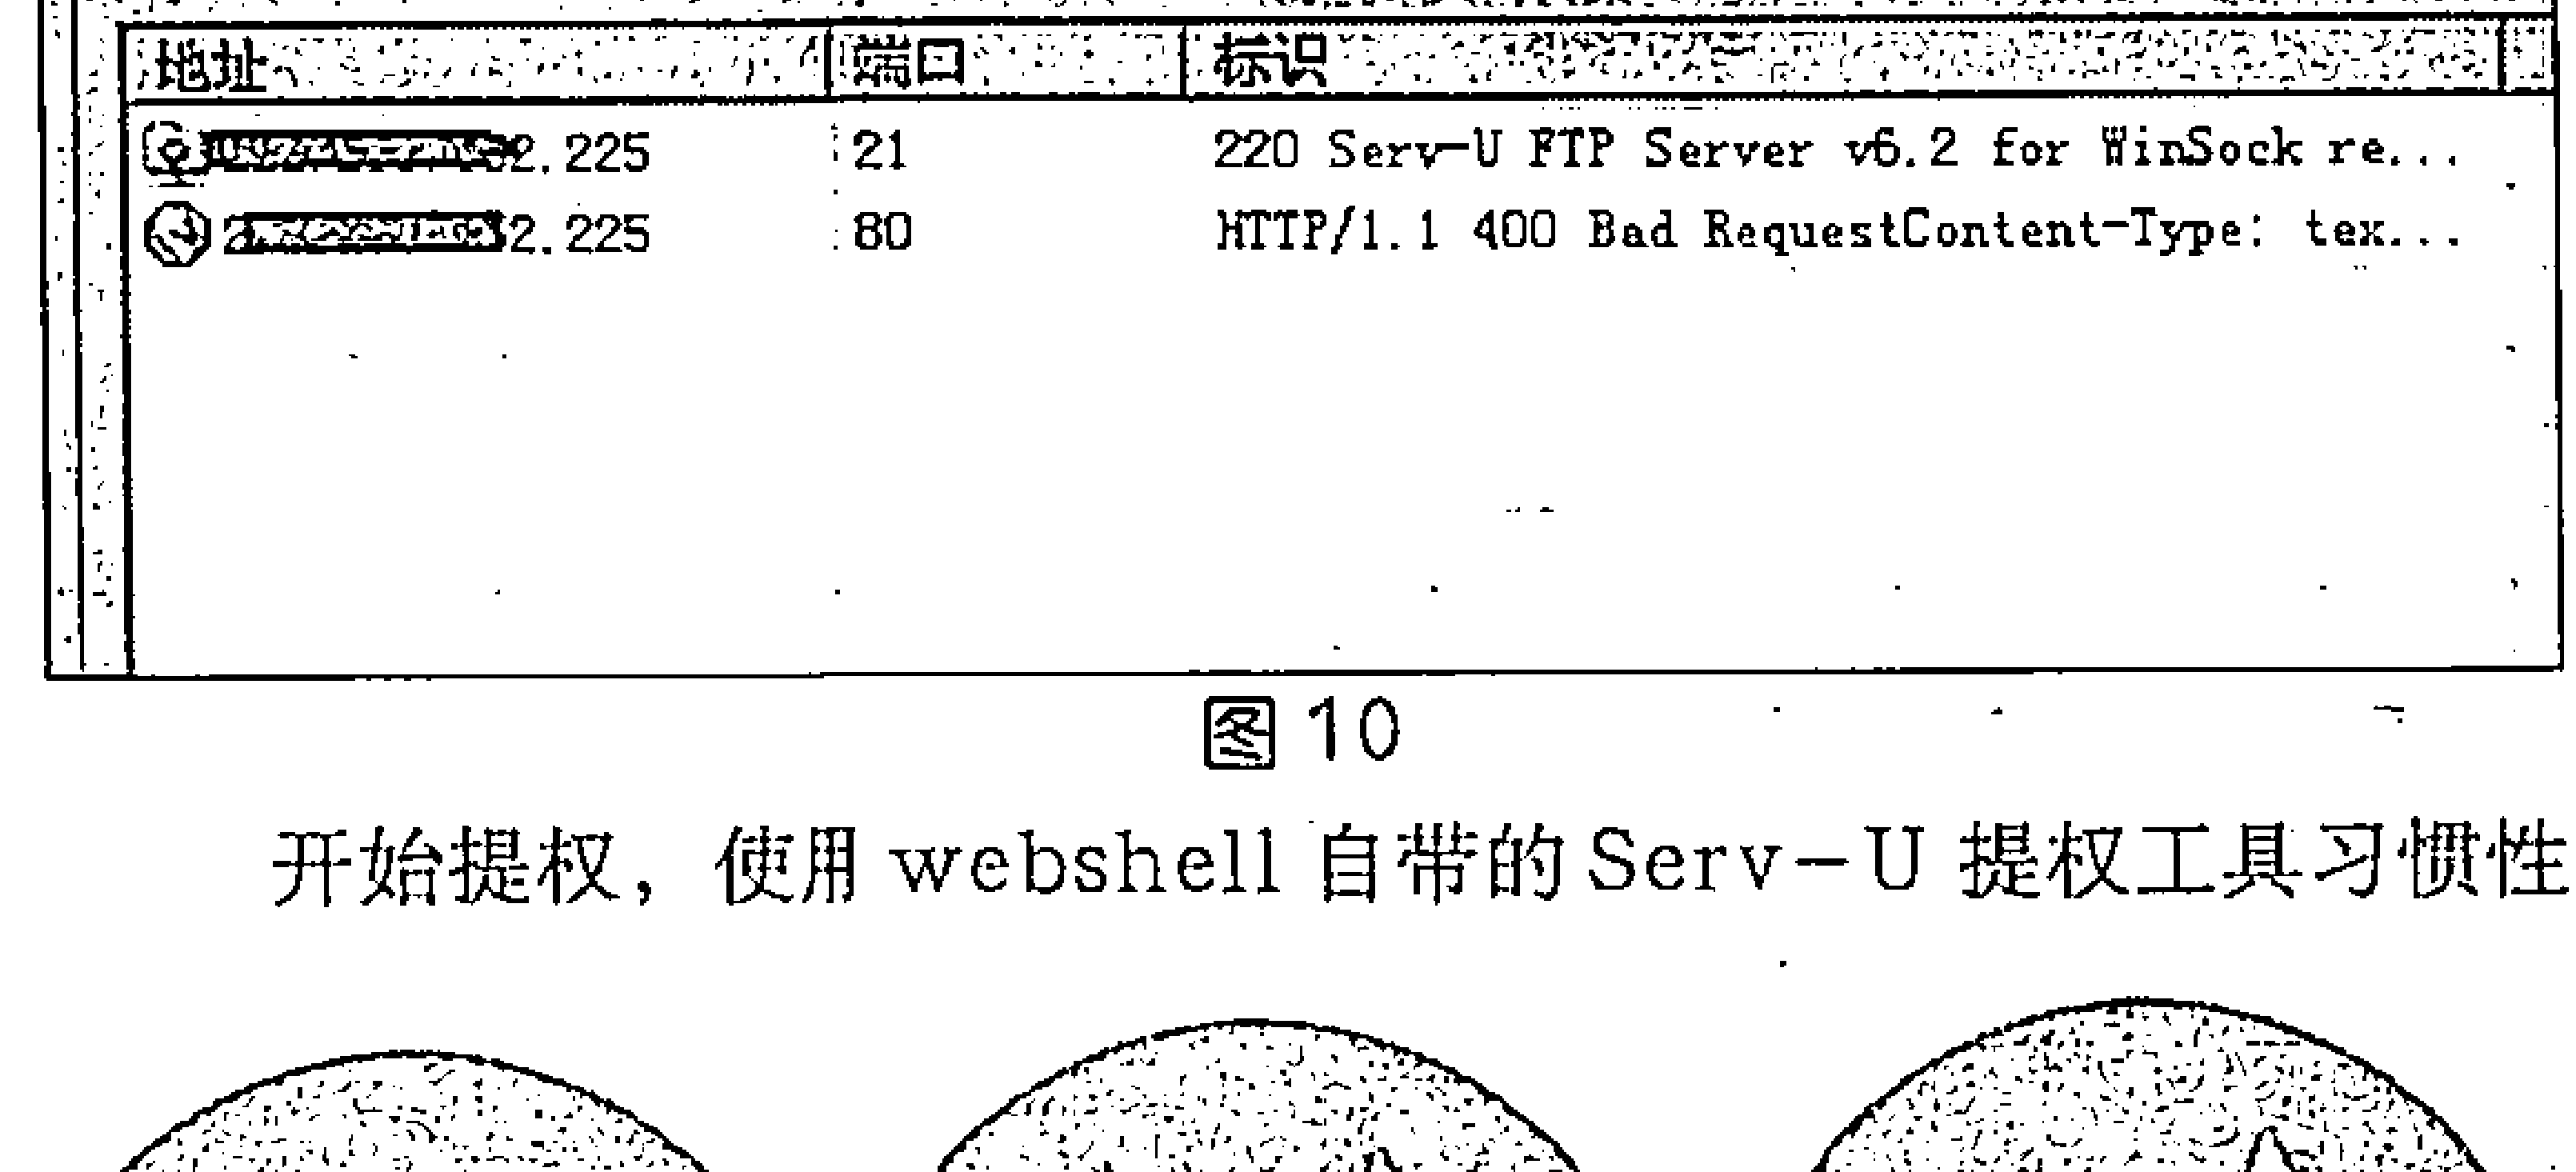 地址 端口 标识
2.225 21 220 Serv-U FTP Server v6.2 for WinSock re...
2.225 80 HTTP/1.1 400 Bad RequestContent-Type: tex...
图 10
开始提权，使用 webshell 自带的 Serv-U 提权工具习惯性